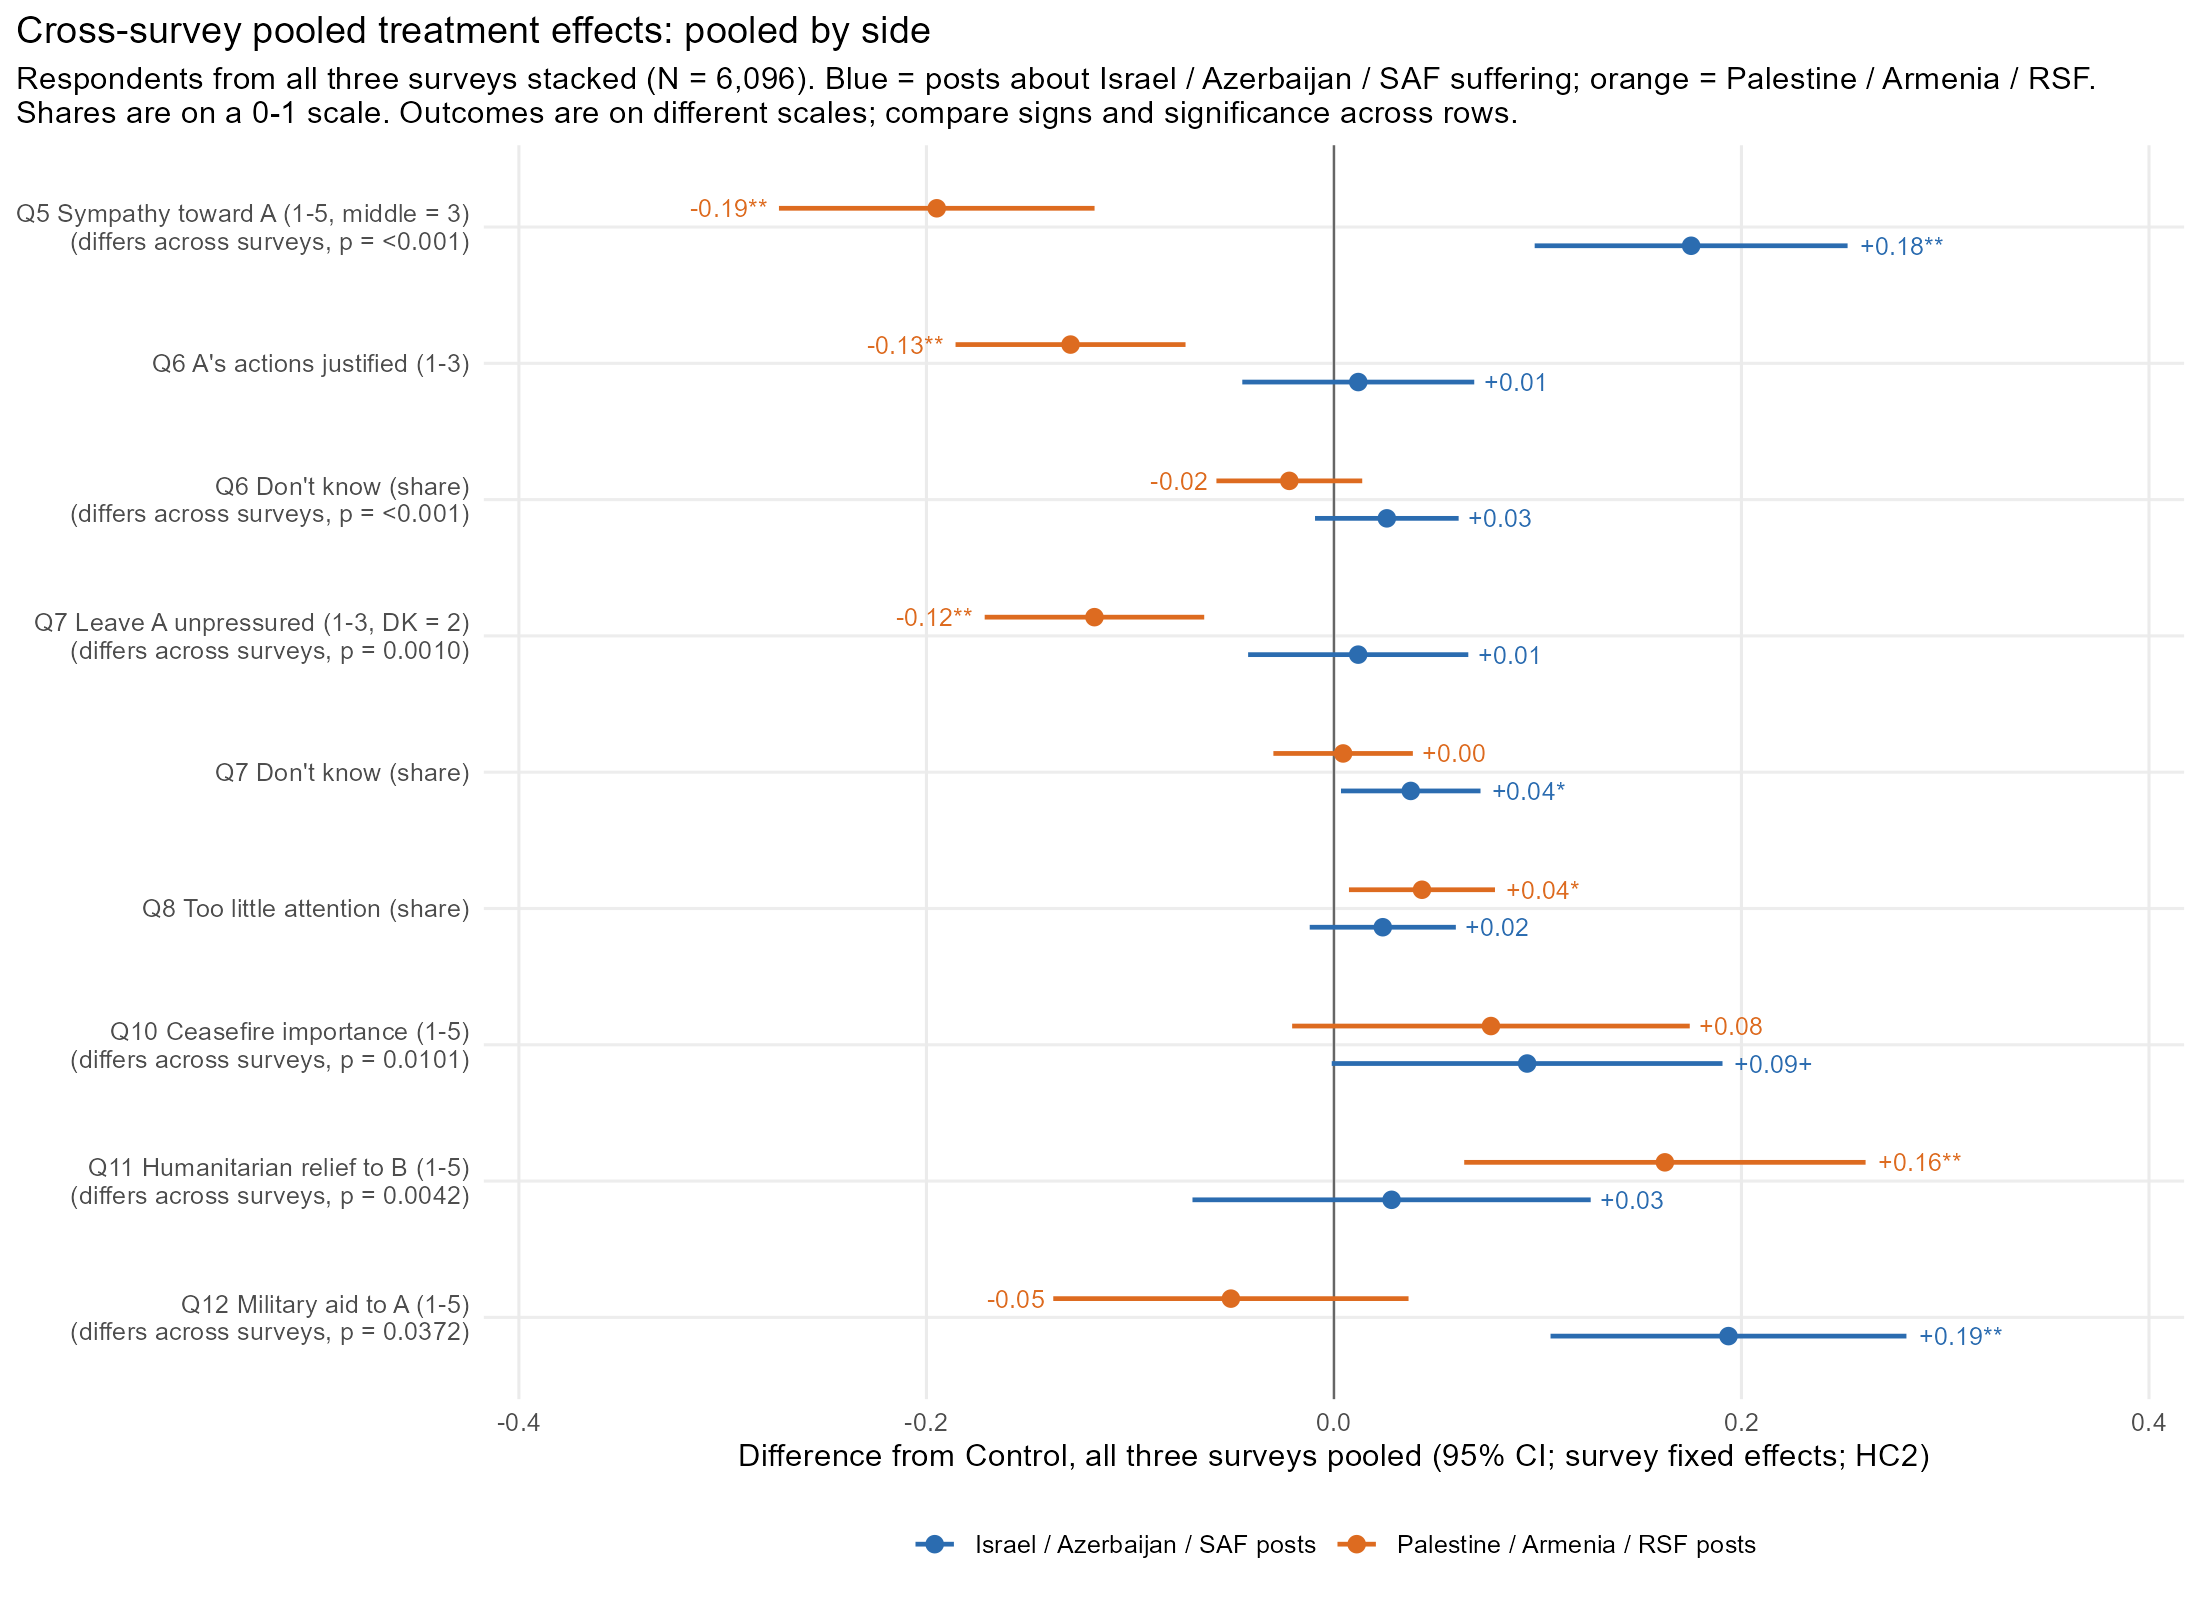 Cross-survey pooled treatment effects: pooled by side
Respondents from all three surveys stacked (N = 6,096). Blue = posts about Israel / Azerbaijan / SAF suffering; orange = Palestine / Armenia / RSF.
Shares are on a 0-1 scale. Outcomes are on different scales; compare signs and significance across rows.
Q5 Sympathy toward A (1-5, middle = 3)
(differs across surveys, p = <0.001)
-0.19**
+0.18**
Q6 A's actions justified (1-3)
-0.13**
+0.01
Q6 Don't know (share)
(differs across surveys, p = <0.001)
-0.02
+0.03
Q7 Leave A unpressured (1-3, DK = 2)
(differs across surveys, p = 0.0010)
-0.12**
+0.01
Q7 Don't know (share)
+0.00
+0.04*
Q8 Too little attention (share)
+0.04*
+0.02
Q10 Ceasefire importance (1-5)
(differs across surveys, p = 0.0101)
+0.08
+0.09+
Q11 Humanitarian relief to B (1-5)
(differs across surveys, p = 0.0042)
+0.16**
+0.03
Q12 Military aid to A (1-5)
(differs across surveys, p = 0.0372)
-0.05
+0.19**
-0.4 -0.2 0.0 0.2 0.4
Difference from Control, all three surveys pooled (95% CI; survey fixed effects; HC2)
Israel / Azerbaijan / SAF posts Palestine / Armenia / RSF posts